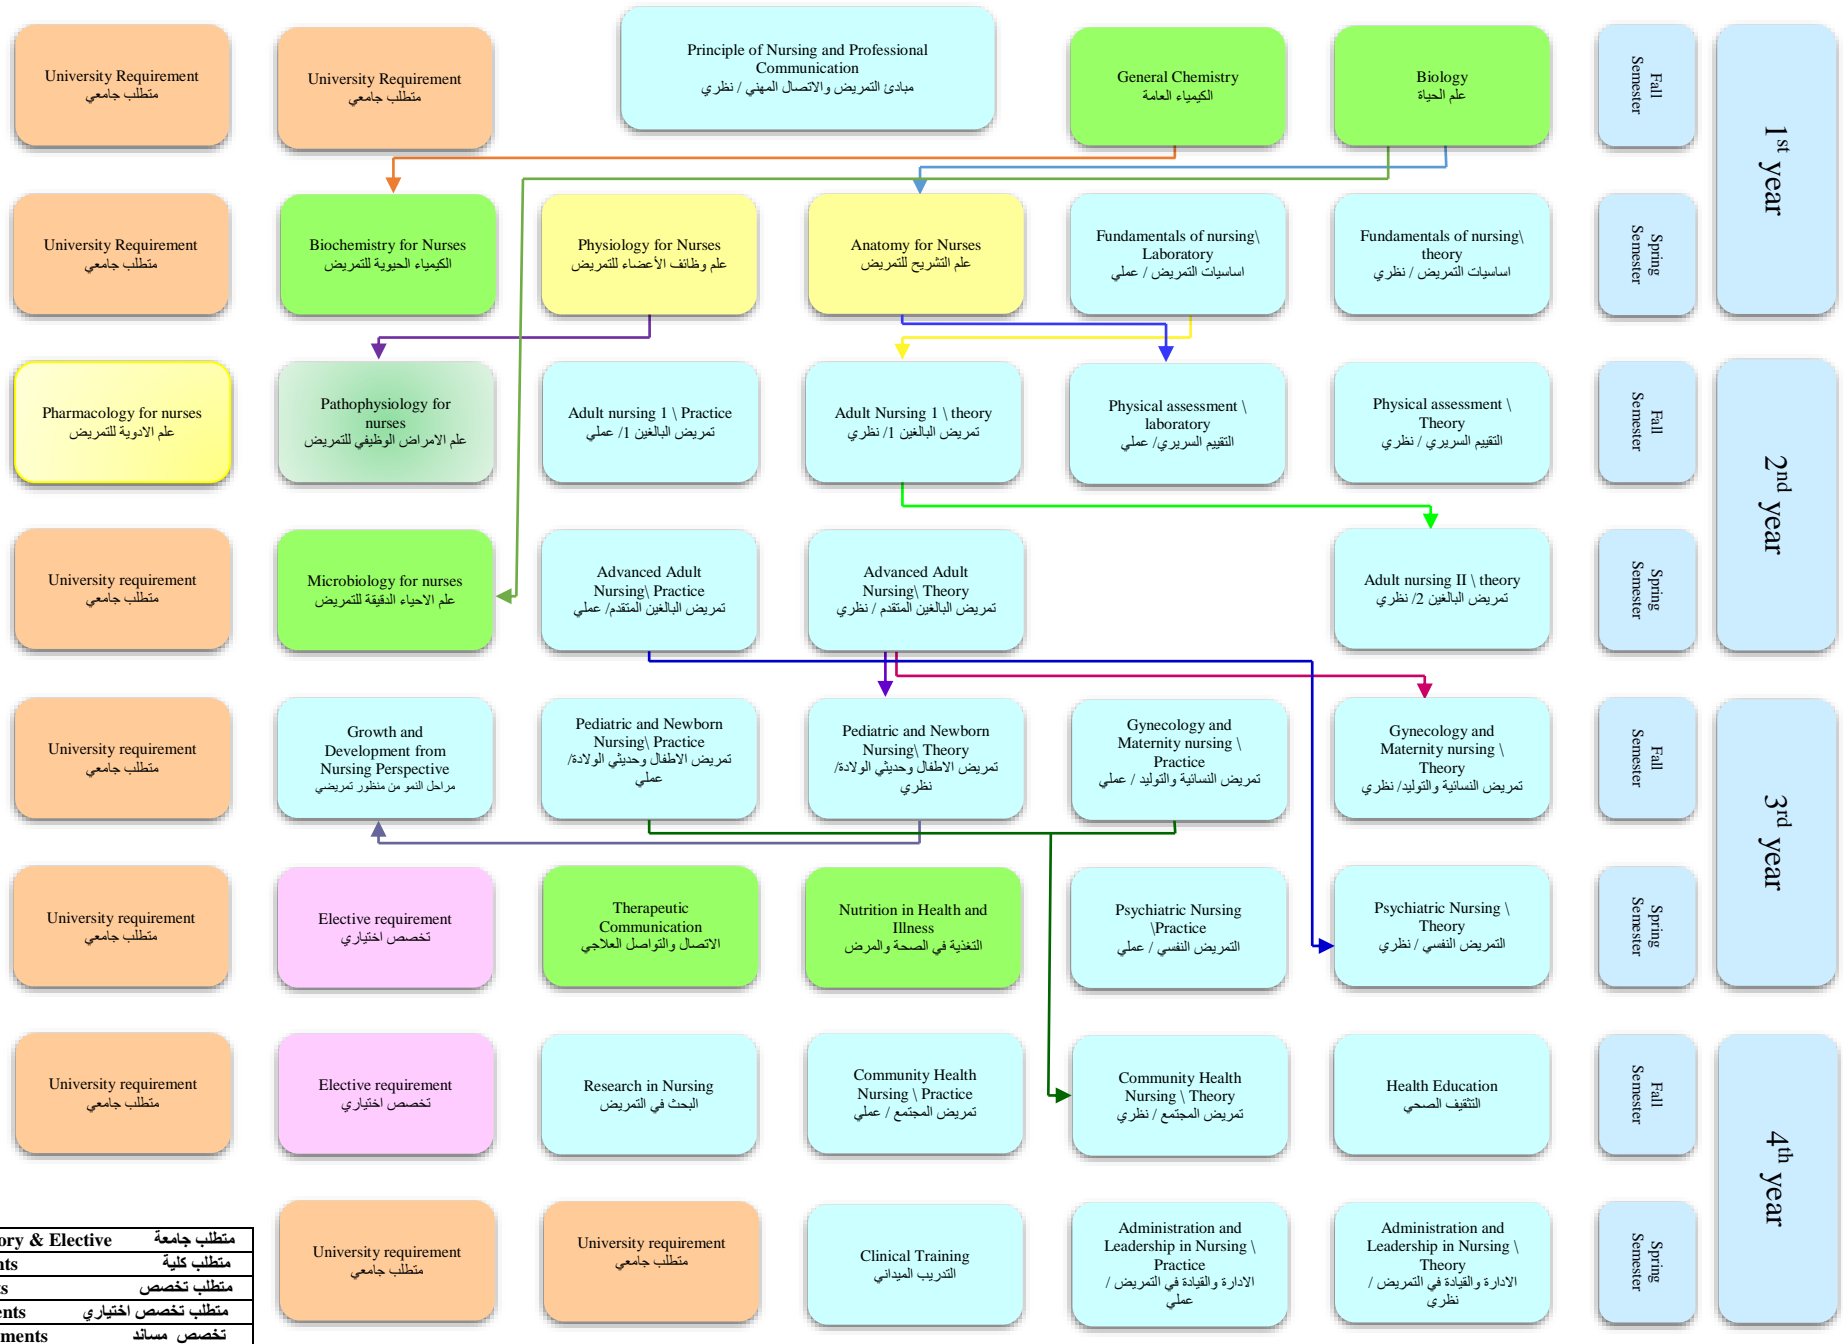 University Requirement
متطلب جامعي
University Requirement
متطلب جامعي
Principle of Nursing and Professional
Communication
مبادئ التمريض والاتصال المهني / نظري
General Chemistry
الكيمياء العامة
Biology
علم الحياة
Fall
Semester
1st year
University Requirement
متطلب جامعي
Biochemistry for Nurses
الكيمياء الحيوية للتمريض
Physiology for Nurses
علم وظائف الأعضاء للتمريض
Anatomy for Nurses
علم التشريح للتمريض
Fundamentals of nursing\
Laboratory
اساسيات التمريض / عملي
Fundamentals of nursing\
theory
اساسيات التمريض / نظري
Spring
Semester
Pharmacology for nurses
علم الادوية للتمريض
Pathophysiology for
nurses
علم الامراض الوظيفي للتمريض
Adult nursing 1 \ Practice
تمريض البالغين 1/ عملي
Adult Nursing 1 \ theory
تمريض البالغين 1/ نظري
Physical assessment \
laboratory
التقييم السريري/ عملي
Physical assessment \
Theory
التقييم السريري / نظري
Fall
Semester
2nd year
University requirement
متطلب جامعي
Microbiology for nurses
علم الاحياء الدقيقة للتمريض
Advanced Adult
Nursing\ Practice
تمريض البالغين المتقدم/ عملي
Advanced Adult
Nursing\ Theory
تمريض البالغين المتقدم / نظري
Adult nursing II \ theory
تمريض البالغين 2/ نظري
Spring
Semester
University requirement
متطلب جامعي
Growth and
Development from
Nursing Perspective
مراحل النمو من منظور تمريضي
Pediatric and Newborn
Nursing\ Practice
تمريض الاطفال وحديثي الولادة/
عملي
Pediatric and Newborn
Nursing\ Theory
تمريض الاطفال وحديثي الولادة/
نظري
Gynecology and
Maternity nursing \
Practice
تمريض النسائية والتوليد / عملي
Gynecology and
Maternity nursing \
Theory
تمريض النسائية والتوليد/ نظري
Fall
Semester
3rd year
University requirement
متطلب جامعي
Elective requirement
تخصص اختياري
Therapeutic
Communication
الاتصال والتواصل العلاجي
Nutrition in Health and
Illness
التغذية في الصحة والمرض
Psychiatric Nursing
\Practice
التمريض النفسي / عملي
Psychiatric Nursing \
Theory
التمريض النفسي / نظري
Spring
Semester
University requirement
متطلب جامعي
Elective requirement
تخصص اختياري
Research in Nursing
البحث في التمريض
Community Health
Nursing \ Practice
تمريض المجتمع / عملي
Community Health
Nursing \ Theory
تمريض المجتمع / نظري
Health Education
التثقيف الصحي
Fall
Semester
4th year
University requirement
متطلب جامعي
University requirement
متطلب جامعي
Clinical Training
التدريب الميداني
Administration and
Leadership in Nursing \
Practice
الادارة والقيادة في التمريض /
عملي
Administration and
Leadership in Nursing \
Theory
الادارة والقيادة في التمريض /
نظري
Spring
Semester
ory & Elective متطلب جامعة
nts متطلب كلية
ts متطلب تخصص
ents متطلب تخصص اختياري
ments تخصص مساند